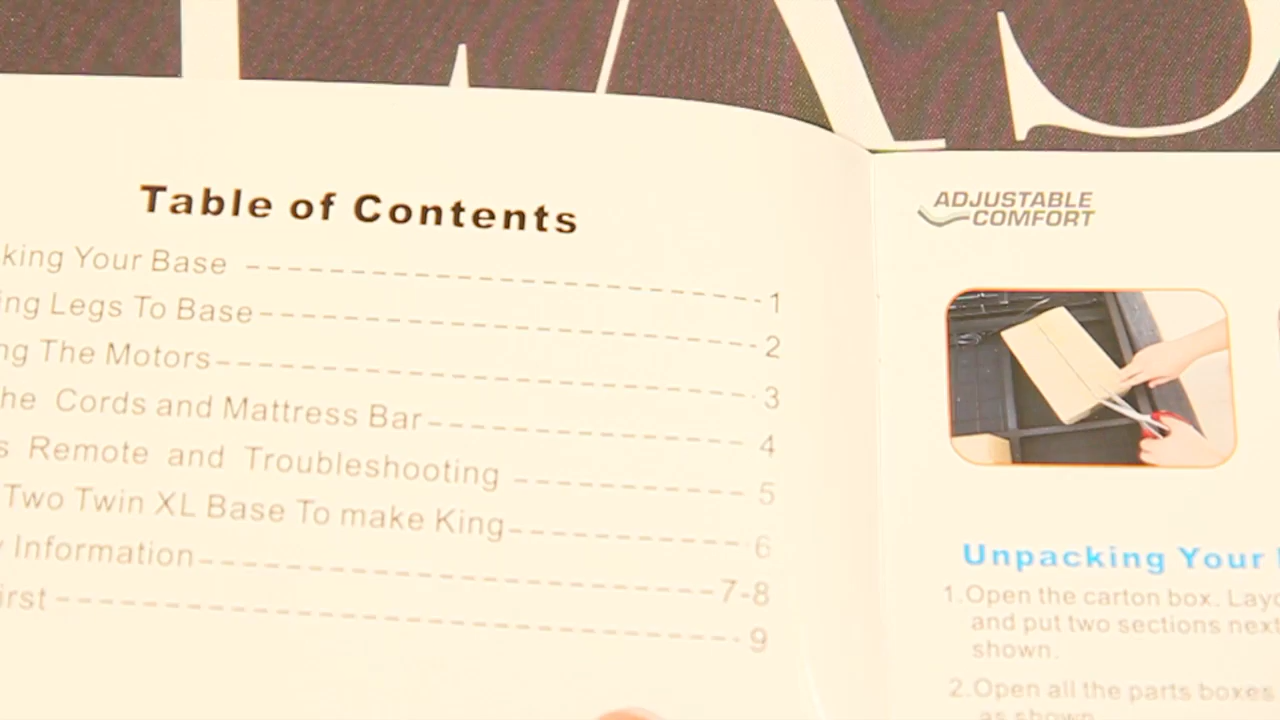 Table of Contents
king Your Base 1
ing Legs To Base 2
ng The Motors 3
he Cords and Mattress Bar 4
s Remote and Troubleshooting 5
Two Twin XL Base To make King 6
Information 7-8
irst 9
ADJUSTABLE
COMFORT
Unpacking Your
1.Open the carton box. Layo
and put two sections next
shown.
2.Open all the parts boxes
as shown